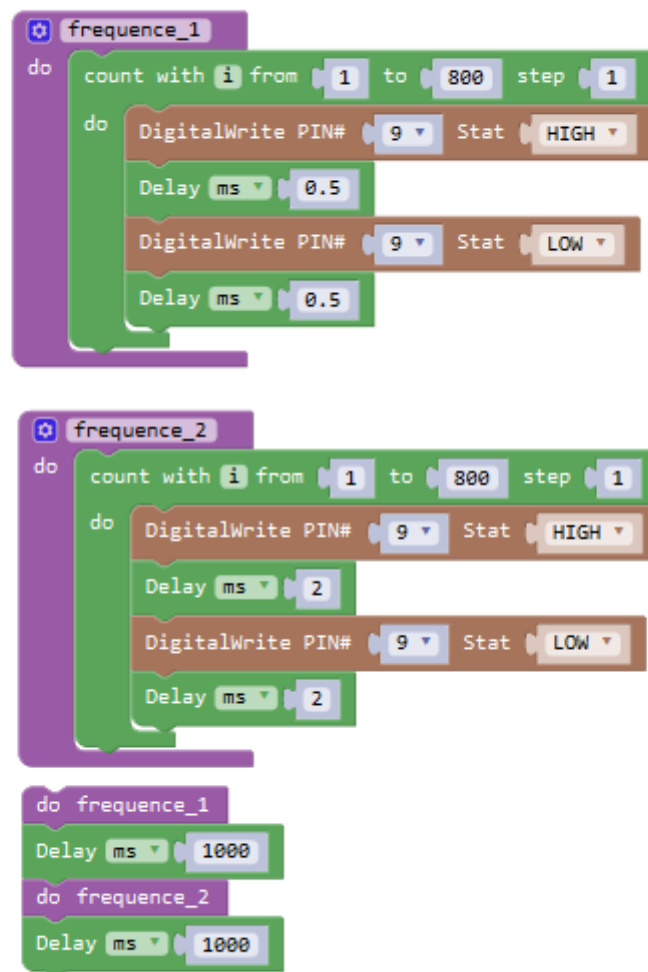 frequence_1
do count with i from 1 to 800 step 1
do DigitalWrite PIN# 9 Stat HIGH
Delay ms 0.5
DigitalWrite PIN# 9 Stat LOW
Delay ms 0.5
frequence_2
do count with i from 1 to 800 step 1
do DigitalWrite PIN# 9 Stat HIGH
Delay ms 2
DigitalWrite PIN# 9 Stat LOW
Delay ms 2
do frequence_1
Delay ms 1000
do frequence_2
Delay ms 1000